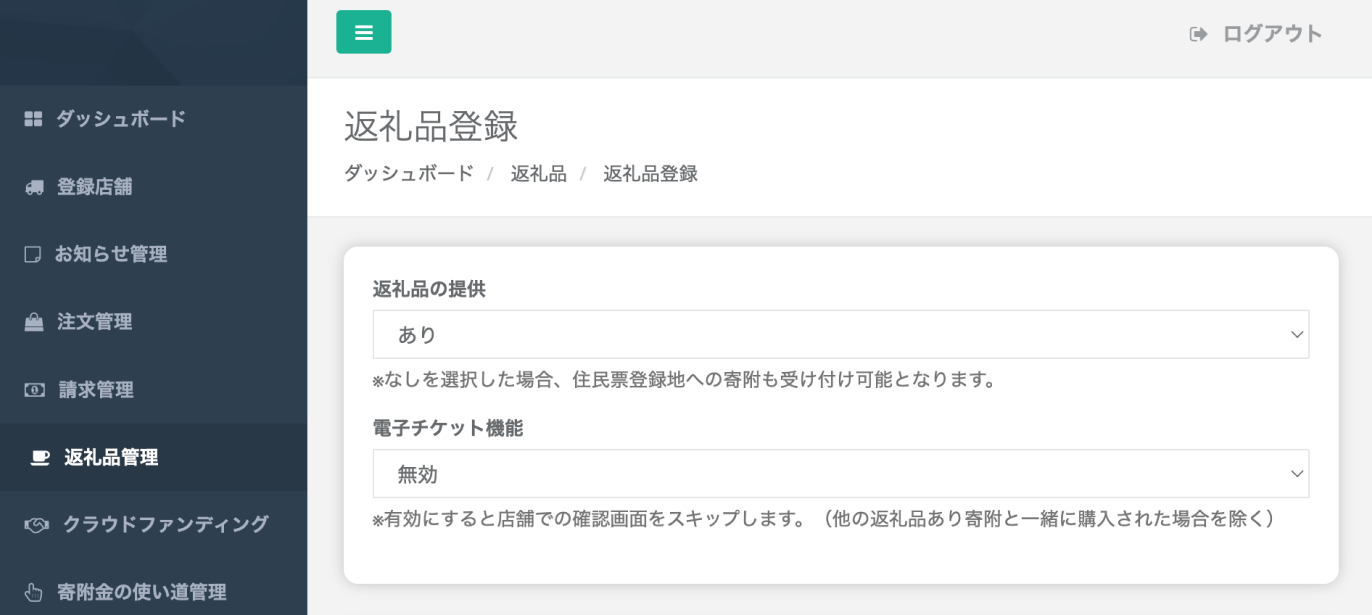 ログアウト
ダッシュボード
登録店舗
お知らせ管理
注文管理
請求管理
返礼品管理
クラウドファンディング
寄附金の使い道管理
返礼品登録
ダッシュボード / 返礼品 / 返礼品登録
返礼品の提供
あり
※なしを選択した場合、住民票登録地への寄附も受け付け可能となります。
電子チケット機能
無効
※有効にすると店舗での確認画面をスキップします。（他の返礼品あり寄附と一緒に購入された場合を除く）